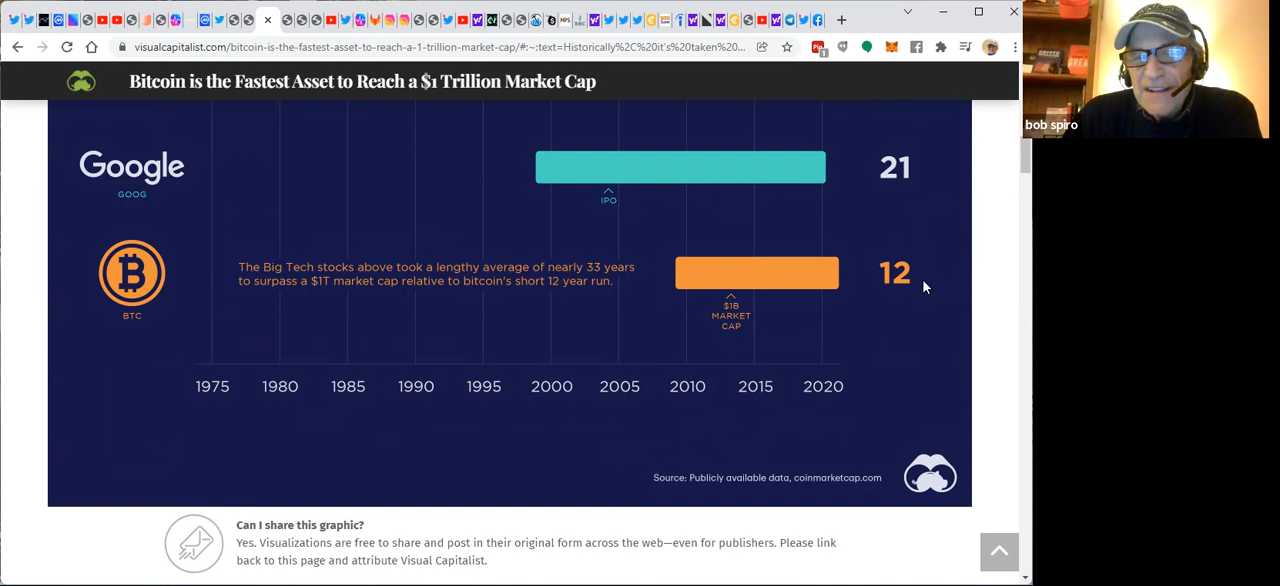 visualcapitalist.com/bitcoin-is-the-fastest-asset-to-reach-a-1-trillion-market-cap/#:~:text=Historically%2C%20it's%20taken%20...
Bitcoin is the Fastest Asset to Reach a $1 Trillion Market Cap
bob spiro
Google
GOOG
IPO
21
BTC
The Big Tech stocks above took a lengthy average of nearly 33 years
to surpass a $1T market cap relative to bitcoin's short 12 year run.
$1B
MARKET
CAP
12
1975 1980 1985 1990 1995 2000 2005 2010 2015 2020
Source: Publicly available data, coinmarketcap.com
Can I share this graphic?
Yes. Visualizations are free to share and post in their original form across the web—even for publishers. Please link
back to this page and attribute Visual Capitalist.